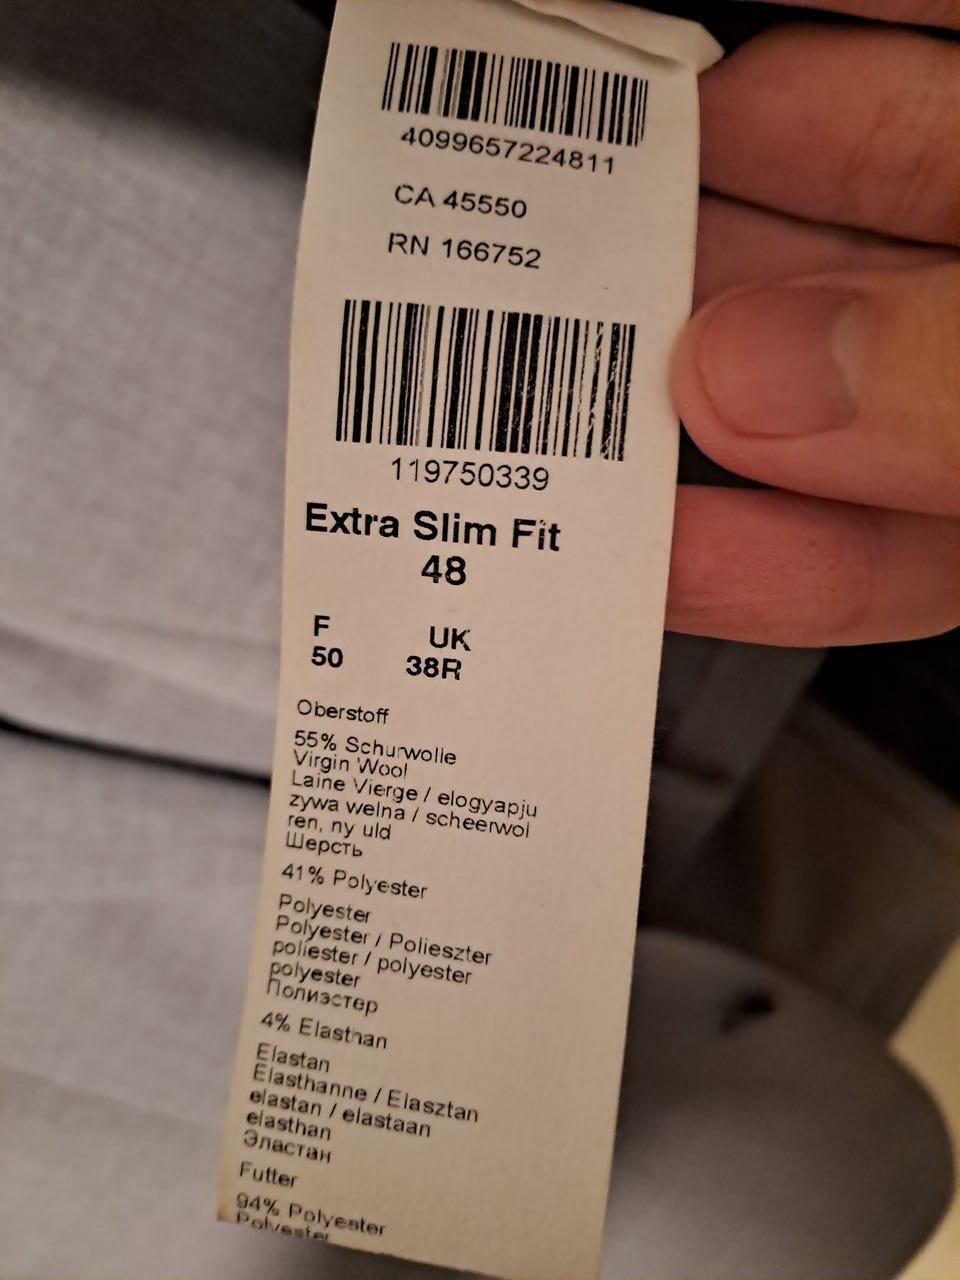 4099657224811
CA 45550
RN 166752
119750339
Extra Slim Fit
48
F UK
50 38R
Oberstoff
55% Schurwolle
Virgin Wool
Laine Vierge / elogyapju
zywa welna / scheerwol
ren, ny uld
Шерсть
41% Polyester
Polyester
Polyester / Polieszter
poliester / polyester
polyester
Полиэстер
4% Elasthan
Elastan
Elasthanne / Elasztan
elastan / elastaan
elasthan
Эластан
Futter
94% Polyester
Polyester